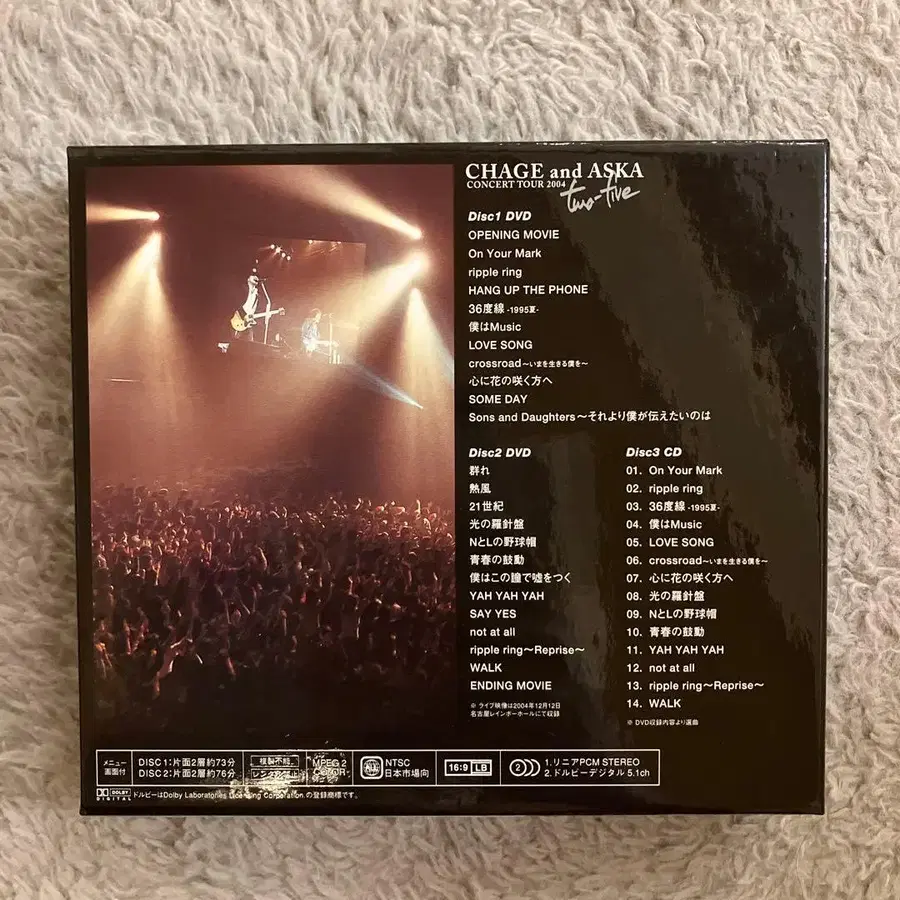 CHAGE and ASKA
CONCERT TOUR 2004
two-five
Disc1 DVD
OPENING MOVIE
On Your Mark
ripple ring
HANG UP THE PHONE
36度線 -1995夏-
僕はMusic
LOVE SONG
crossroad～いまを生きる僕を～
心に花の咲く方へ
SOME DAY
Sons and Daughters～それより僕が伝えたいのは
Disc2 DVD
群れ
熱風
21世紀
光の羅針盤
NとLの野球帽
青春の鼓動
僕はこの瞳で嘘をつく
YAH YAH YAH
SAY YES
not at all
ripple ring～Reprise～
WALK
ENDING MOVIE
※ ライブ映像は2004年12月12日
名古屋レインボーホールにて収録
Disc3 CD
01. On Your Mark
02. ripple ring
03. 36度線 -1995夏-
04. 僕はMusic
05. LOVE SONG
06. crossroad～いまを生きる僕を～
07. 心に花の咲く方へ
08. 光の羅針盤
09. NとLの野球帽
10. 青春の鼓動
11. YAH YAH YAH
12. not at all
13. ripple ring～Reprise～
14. WALK
※ DVD収録内容より選曲
メニュー
画面付
DISC 1：片面2層約73分
DISC 2：片面2層約76分
複製不能
MPEG 2
COLOR
ALL
NTSC
日本市場向
16:9 LB
2
1. リニアPCM STEREO
2. ドルビーデジタル 5.1ch
DOLBY
DIGITAL
ドルビーはDolby Laboratories Licensing Corporation.の登録商標です。